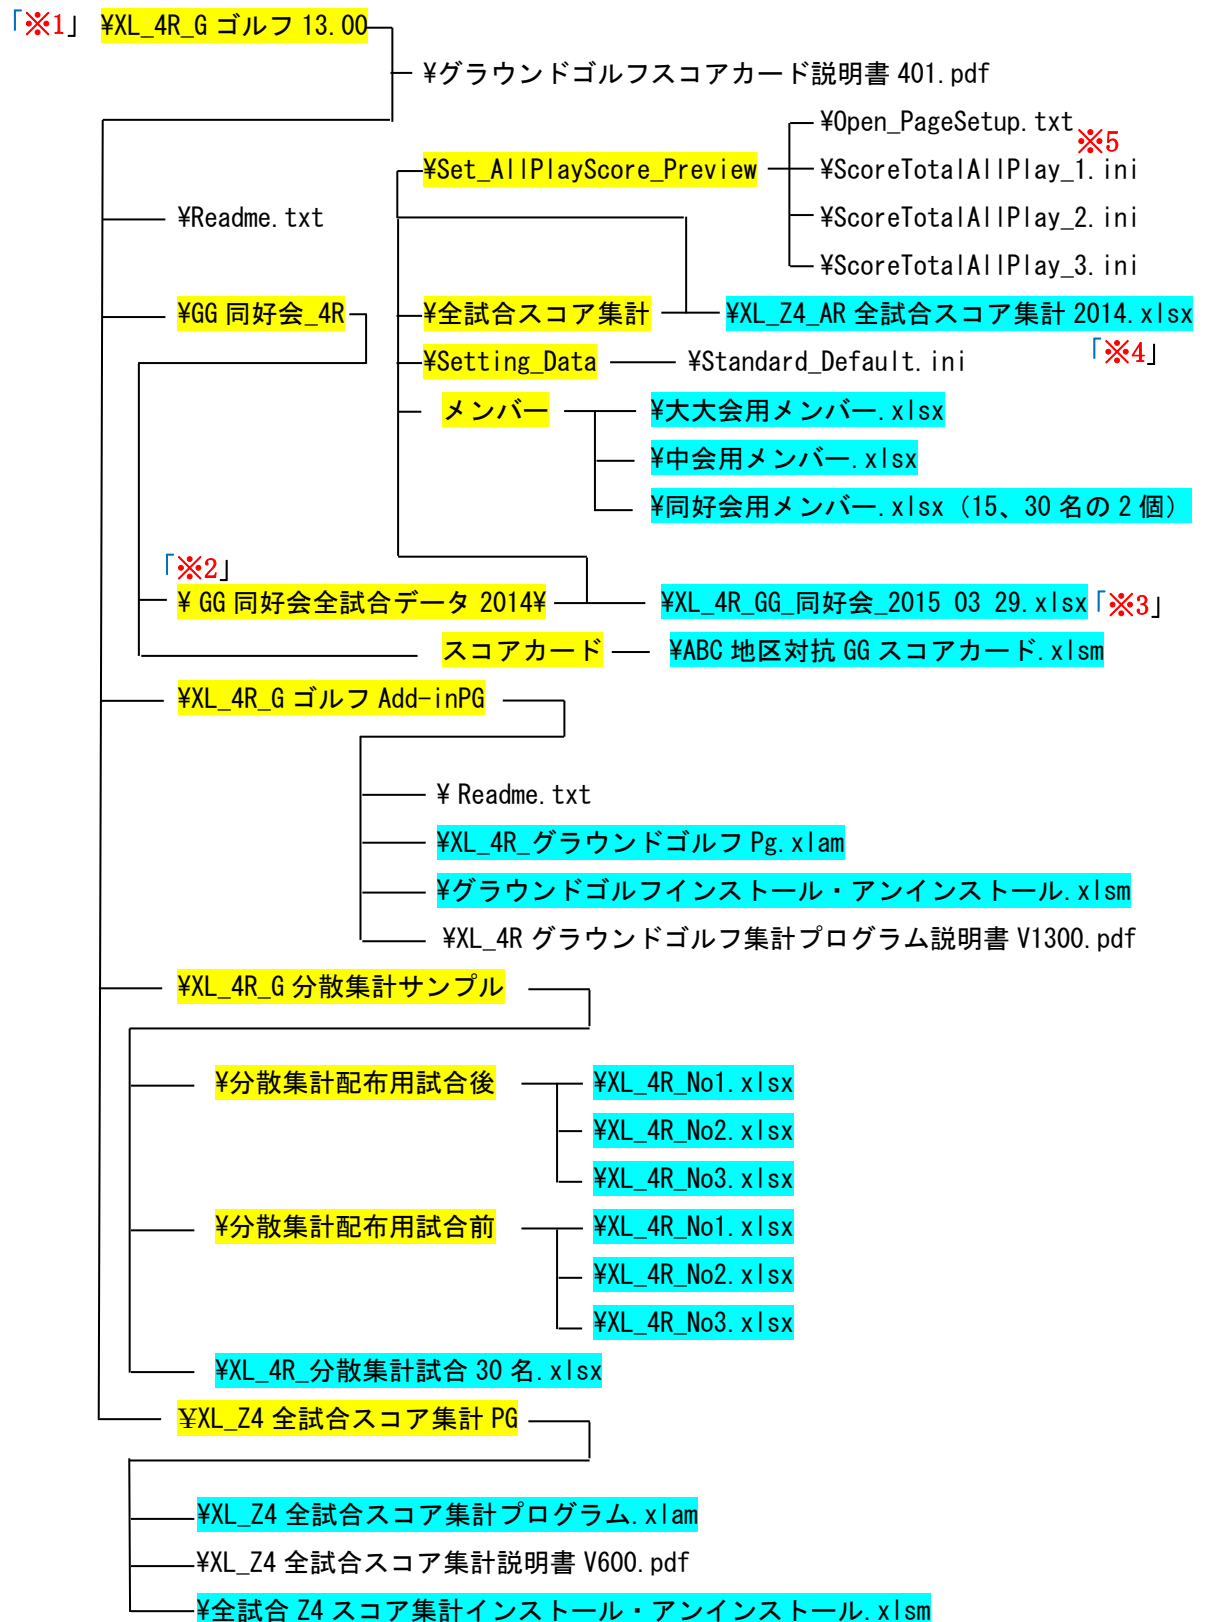 「※1」 ¥XL_4R_G ゴルフ 13.00
¥グラウンドゴルフスコアカード説明書 401.pdf
¥Open_PageSetup.txt
※5
¥Set_AllPlayScore_Preview ¥ScoreTotalAllPlay_1.ini
¥Readme.txt ¥ScoreTotalAllPlay_2.ini
¥ScoreTotalAllPlay_3.ini
¥GG 同好会_4R ¥全試合スコア集計 ¥XL_Z4_AR 全試合スコア集計 2014.xlsx
「※4」
¥Setting_Data ¥Standard_Default.ini
メンバー ¥大大会用メンバー.xlsx
¥中会用メンバー.xlsx
¥同好会用メンバー.xlsx（15、30 名の 2 個）
「※2」
¥ GG 同好会全試合データ 2014¥ ¥XL_4R_GG_同好会_2015 03 29.xlsx「※3」
スコアカード ¥ABC 地区対抗 GG スコアカード.xlsm
¥XL_4R_G ゴルフ Add-inPG
¥ Readme.txt
¥XL_4R_グラウンドゴルフ Pg.xlam
¥グラウンドゴルフインストール・アンインストール.xlsm
¥XL_4R グラウンドゴルフ集計プログラム説明書 V1300.pdf
¥XL_4R_G 分散集計サンプル
¥分散集計配布用試合後 ¥XL_4R_No1.xlsx
¥XL_4R_No2.xlsx
¥XL_4R_No3.xlsx
¥分散集計配布用試合前 ¥XL_4R_No1.xlsx
¥XL_4R_No2.xlsx
¥XL_4R_No3.xlsx
¥XL_4R_分散集計試合 30 名.xlsx
¥XL_Z4 全試合スコア集計 PG
¥XL_Z4 全試合スコア集計プログラム.xlam
¥XL_Z4 全試合スコア集計説明書 V600.pdf
¥全試合 Z4 スコア集計インストール・アンインストール.xlsm